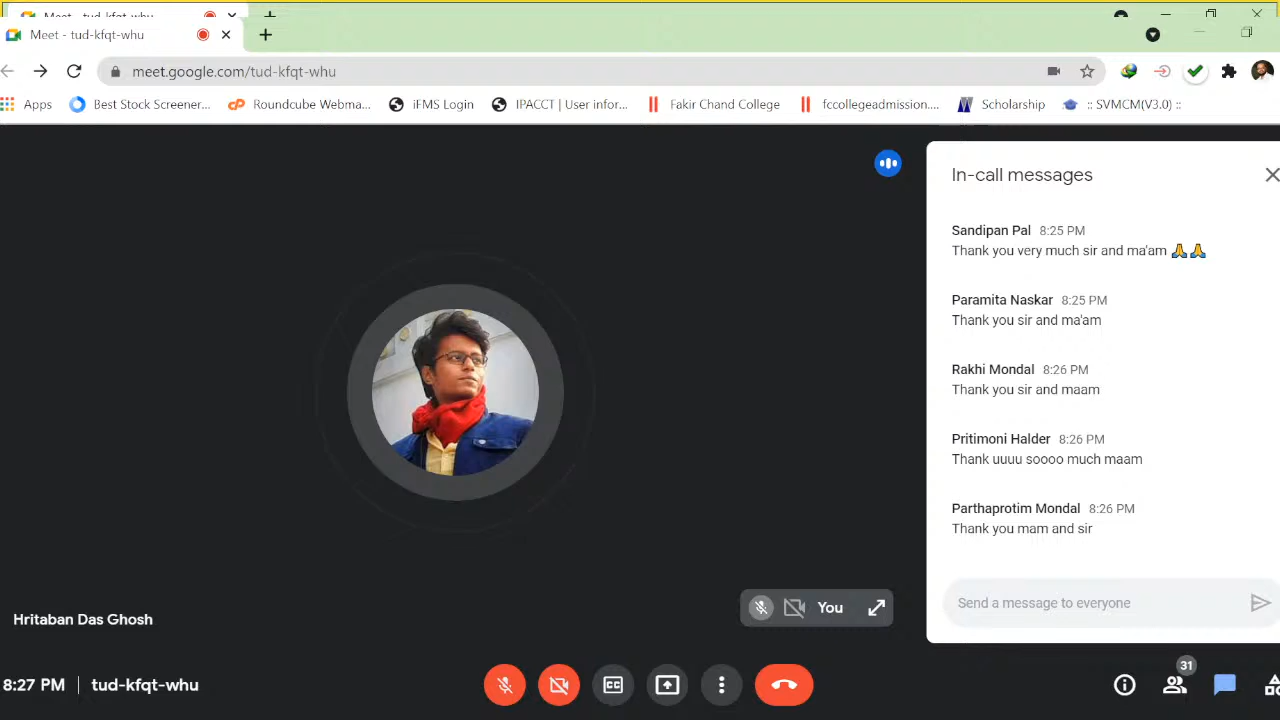 Meet - tud-kfqt-whu
Meet - tud-kfqt-whu
meet.google.com/tud-kfqt-whu
Apps Best Stock Screener... Roundcube Webma... iFMS Login IPACCT | User infor... Fakir Chand College fccollegeadmission.... Scholarship :: SVMCM(V3.0) ::
In-call messages
Sandipan Pal 8:25 PM
Thank you very much sir and ma'am 🙏🙏
Paramita Naskar 8:25 PM
Thank you sir and ma'am
Rakhi Mondal 8:26 PM
Thank you sir and maam
Pritimoni Halder 8:26 PM
Thank uuuu soooo much maam
Parthaprotim Mondal 8:26 PM
Thank you mam and sir
Send a message to everyone
You
Hritaban Das Ghosh
8:27 PM | tud-kfqt-whu
CC
31